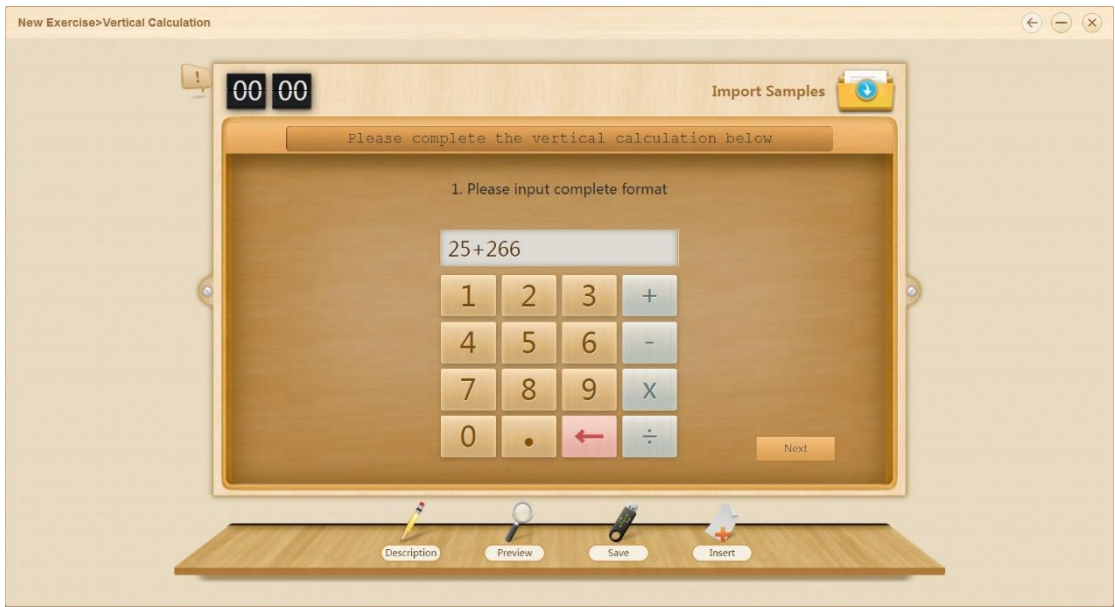 New Exercise>Vertical Calculation
!
00 00
Import Samples
Please complete the vertical calculation below
1. Please input complete format
25+266
1 2 3 +
4 5 6 -
7 8 9 X
0 . ← ÷
Next
Description Preview Save Insert